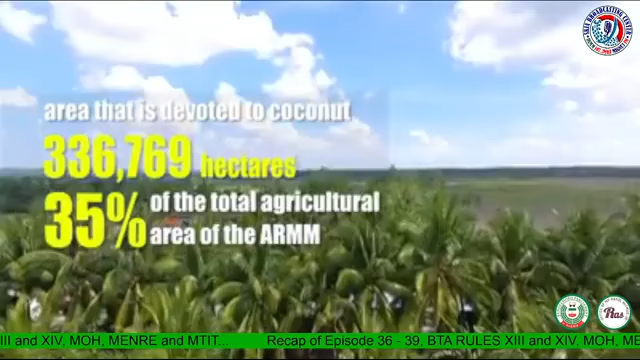 area that is devoted to coconut
336,769 hectares
35% of the total agricultural
area of the ARMM
Ras
III and XIV, MOH, MENRE and MTIT... Recap of Episode 36 - 39, BTA RULES XIII and XIV, MOH, ME